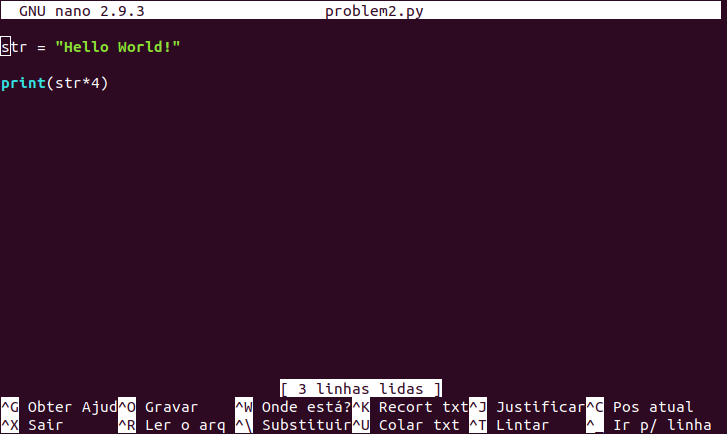 GNU nano 2.9.3 problem2.py
str = "Hello World!"
print(str*4)
[ 3 linhas lidas ]
^G Obter Ajud ^O Gravar ^W Onde está? ^K Recort txt ^J Justificar ^C Pos atual
^X Sair ^R Ler o arq ^\ Substituir ^U Colar txt ^T Lintar ^_ Ir p/ linha